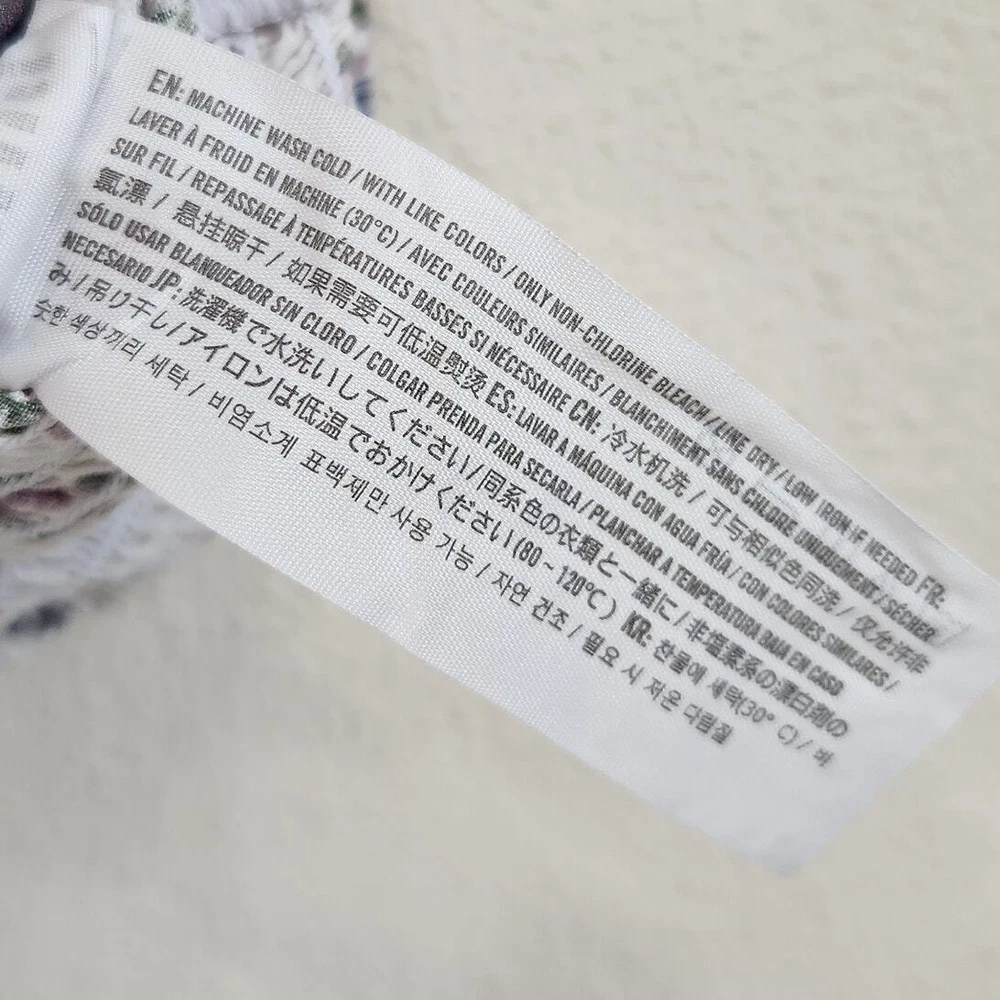 EN: MACHINE WASH COLD / WITH LIKE COLORS / ONLY NON-CHLORINE BLEACH / LINE DRY / LOW IRON IF NEEDED FR:
LAVER À FROID EN MACHINE (30°C) / AVEC COULEURS SIMILAIRES / BLANCHIMENT SANS CHLORE UNIQUEMENT / SÉCHER
SUR FIL / REPASSAGE À TEMPÉRATURES BASSES SI NÉCESSAIRE CN: 冷水机洗 / 可与相似色同洗 / 仅允许非
氯漂 / 悬挂晾干 / 如果需要可低温熨烫 ES: LAVAR A MÁQUINA CON AGUA FRÍA / CON COLORES SIMILARES /
SÓLO USAR BLANQUEADOR SIN CLORO / COLGAR PRENDA PARA SECARLA / PLANCHAR A TEMPERATURA BAJA EN CASO
NECESARIO JP: 洗濯機で水洗いしてください/同系色の衣類と一緒に/非塩素系の漂白剤の
み/吊り干し/アイロンは低温でおかけください(80~120℃) KR: 찬물에 세탁(30° C) / 비
슷한 색상끼리 세탁 / 비염소계 표백제만 사용 가능 / 자연 건조 / 필요 시 저온 다림질